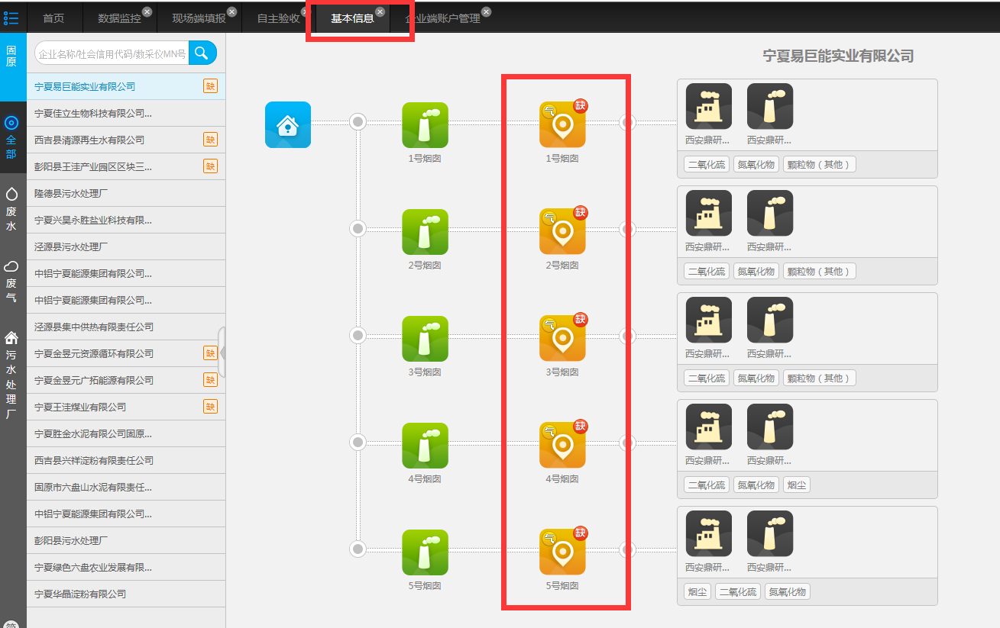 首页 数据监控 现场端填报 自主验收 基本信息 企业端账户管理
固原
全部
废水
废气
污水处理厂
企业名称/社会信用代码/数采仪MN号
宁夏易巨能实业有限公司 缺
宁夏佳立生物科技有限公司...
西吉县清源再生水有限公司 缺
彭阳县王洼产业园区区块三... 缺
隆德县污水处理厂
宁夏兴昊永胜盐业科技有限...
泾源县污水处理厂
中铝宁夏能源集团有限公司...
中铝宁夏能源集团有限公司...
泾源县集中供热有限责任公司
宁夏金昱元资源循环有限公司 缺
宁夏金昱元广拓能源有限公司 缺
宁夏王洼煤业有限公司 缺
宁夏胜金水泥有限公司固原...
西吉县兴祥淀粉有限责任公司
固原市六盘山水泥有限责任...
中铝宁夏能源集团有限公司...
彭阳县污水处理厂
宁夏绿色六盘农业发展有限...
宁夏华晶淀粉有限公司
宁夏易巨能实业有限公司
气 缺
1号烟囱 1号烟囱
西安鼎研... 西安鼎研...
二氧化硫 氮氧化物 颗粒物（其他）
气 缺
2号烟囱 2号烟囱
西安鼎研... 西安鼎研...
二氧化硫 氮氧化物 颗粒物（其他）
气 缺
3号烟囱 3号烟囱
西安鼎研... 西安鼎研...
二氧化硫 氮氧化物 颗粒物（其他）
气 缺
4号烟囱 4号烟囱
西安鼎研... 西安鼎研...
二氧化硫 氮氧化物 烟尘
气 缺
5号烟囱 5号烟囱
西安鼎研... 西安鼎研...
烟尘 二氧化硫 氮氧化物